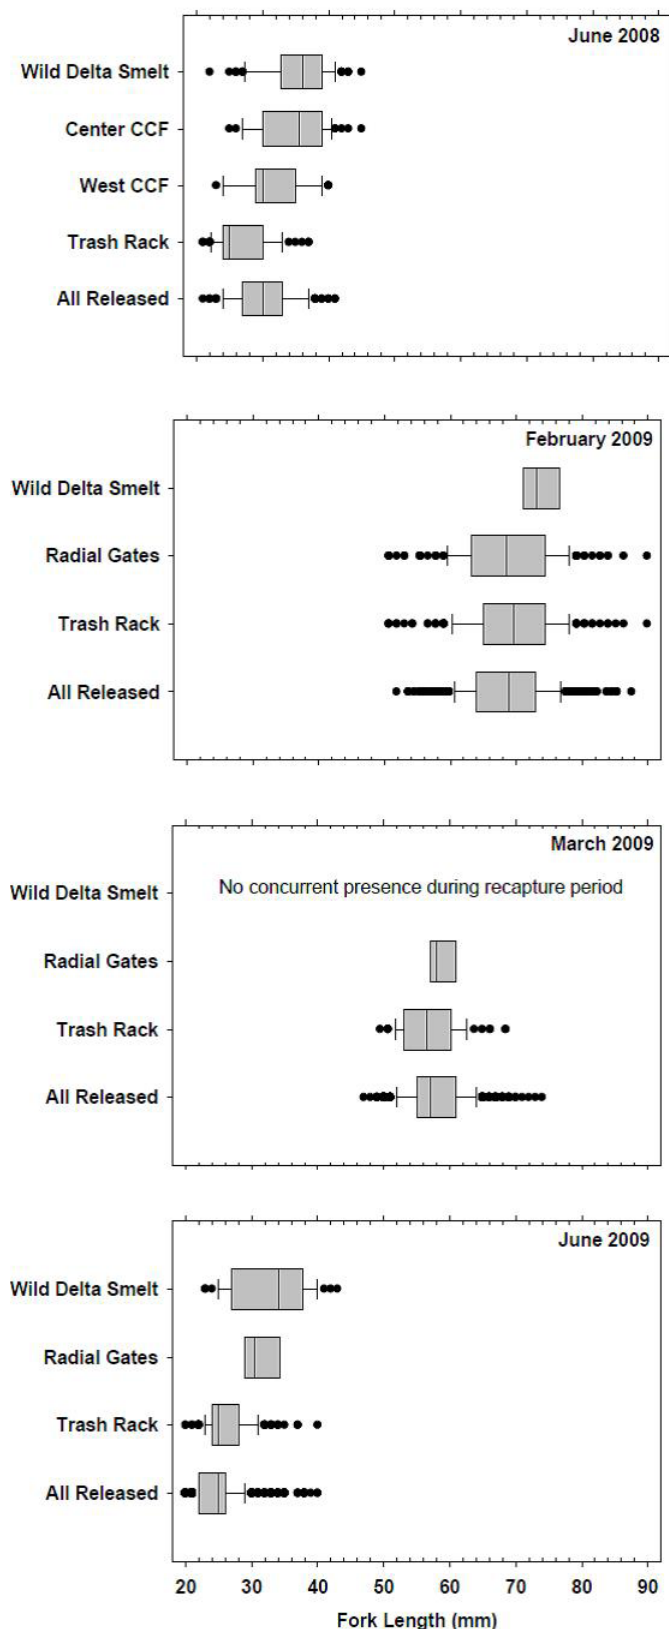 June 2008
Wild Delta Smelt
Center CCF
West CCF
Trash Rack
All Released
February 2009
Wild Delta Smelt
Radial Gates
Trash Rack
All Released
March 2009
Wild Delta Smelt No concurrent presence during recapture period
Radial Gates
Trash Rack
All Released
June 2009
Wild Delta Smelt
Radial Gates
Trash Rack
All Released
20 30 40 50 60 70 80 90
Fork Length (mm)